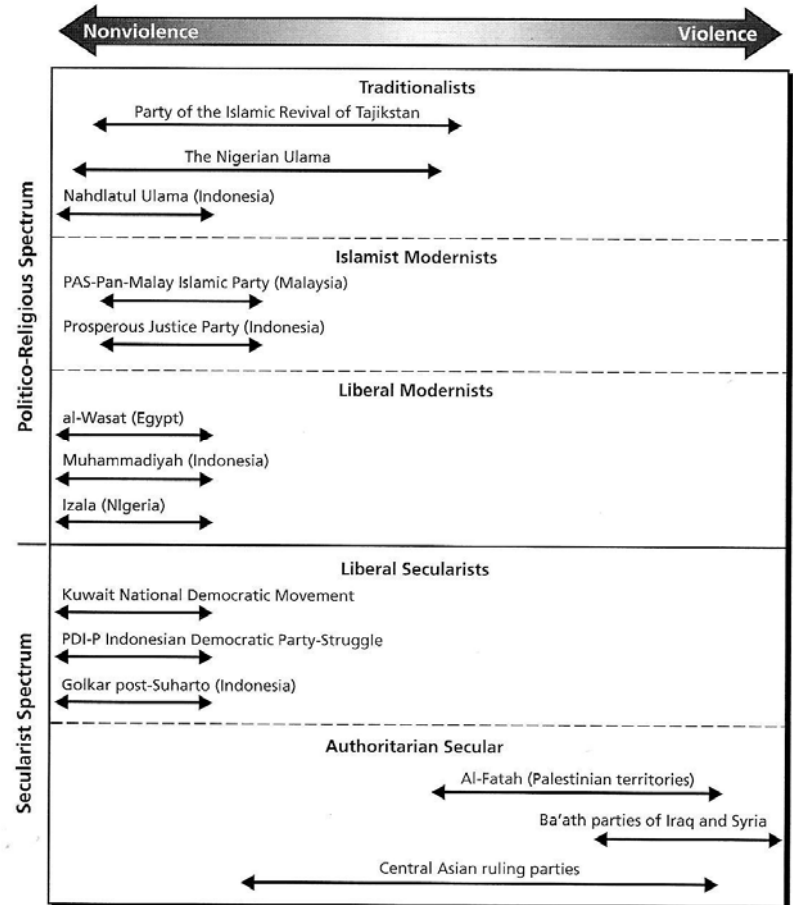 Nonviolence Violence
Politico-Religious Spectrum
Traditionalists
Party of the Islamic Revival of Tajikstan
The Nigerian Ulama
Nahdlatul Ulama (Indonesia)
Islamist Modernists
PAS-Pan-Malay Islamic Party (Malaysia)
Prosperous Justice Party (Indonesia)
Liberal Modernists
al-Wasat (Egypt)
Muhammadiyah (Indonesia)
Izala (NIgeria)
Secularist Spectrum
Liberal Secularists
Kuwait National Democratic Movement
PDI-P Indonesian Democratic Party-Struggle
Golkar post-Suharto (Indonesia)
Authoritarian Secular
Al-Fatah (Palestinian territories)
Ba'ath parties of Iraq and Syria
Central Asian ruling parties